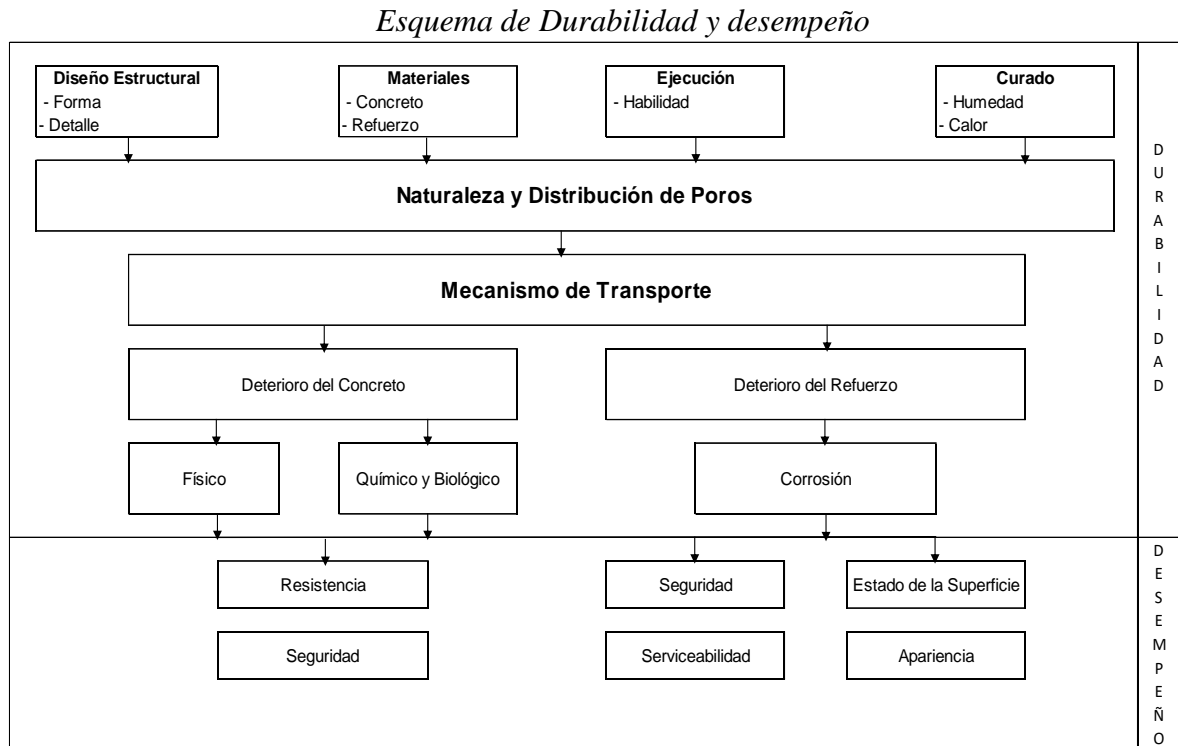 Esquema de Durabilidad y desempeño
Diseño Estructural
- Forma
- Detalle
Materiales
- Concreto
- Refuerzo
Ejecución
- Habilidad
Curado
- Humedad
- Calor
Naturaleza y Distribución de Poros
Mecanismo de Transporte
Deterioro del Concreto
Deterioro del Refuerzo
Físico
Químico y Biológico
Corrosión
DURABILIDAD
Resistencia
Seguridad
Estado de la Superficie
Seguridad
Serviceabilidad
Apariencia
DESEMPEÑO